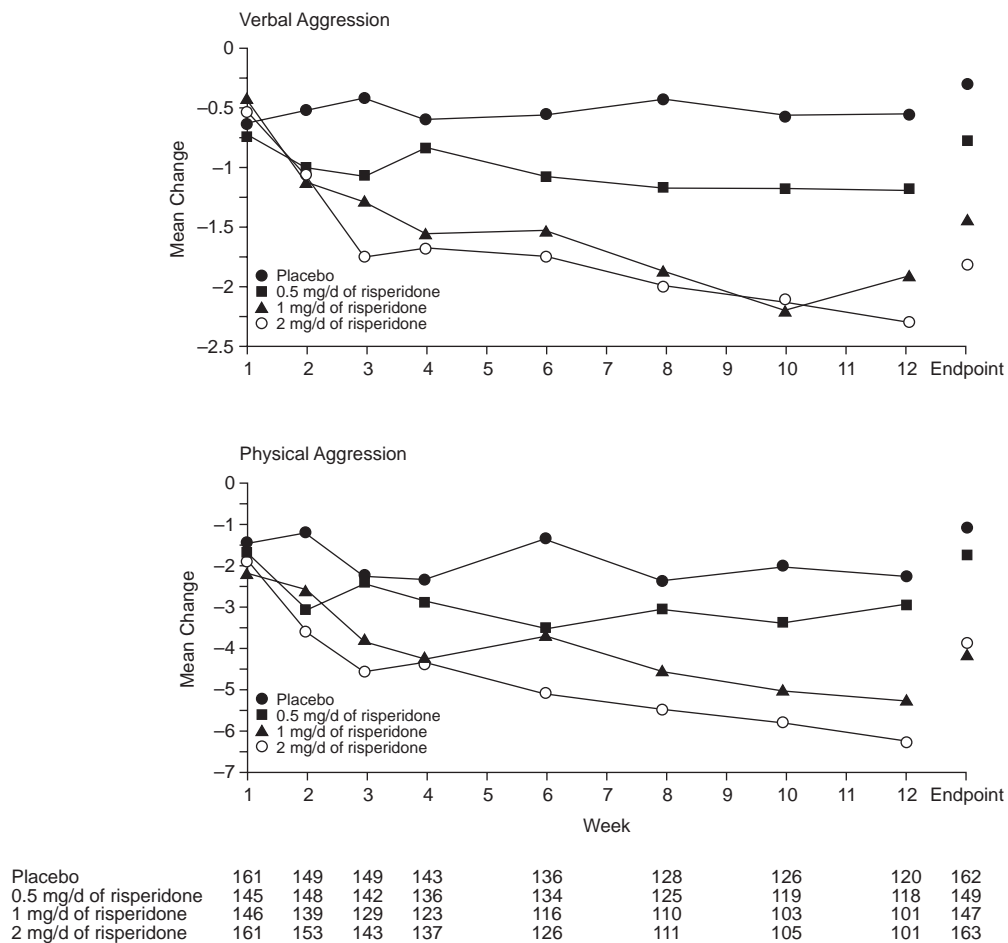 Verbal Aggression
0
–0.5
–1
–1.5
–2
–2.5
Mean Change
Placebo
0.5 mg/d of risperidone
1 mg/d of risperidone
2 mg/d of risperidone
1 2 3 4 5 6 7 8 9 10 11 12 Endpoint
Physical Aggression
0
–1
–2
–3
–4
–5
–6
–7
Mean Change
Placebo
0.5 mg/d of risperidone
1 mg/d of risperidone
2 mg/d of risperidone
1 2 3 4 5 6 7 8 9 10 11 12 Endpoint
Week
Placebo 161 149 149 143 136 128 126 120 162
0.5 mg/d of risperidone 145 148 142 136 134 125 119 118 149
1 mg/d of risperidone 146 139 129 123 116 110 103 101 147
2 mg/d of risperidone 161 153 143 137 126 111 105 101 163